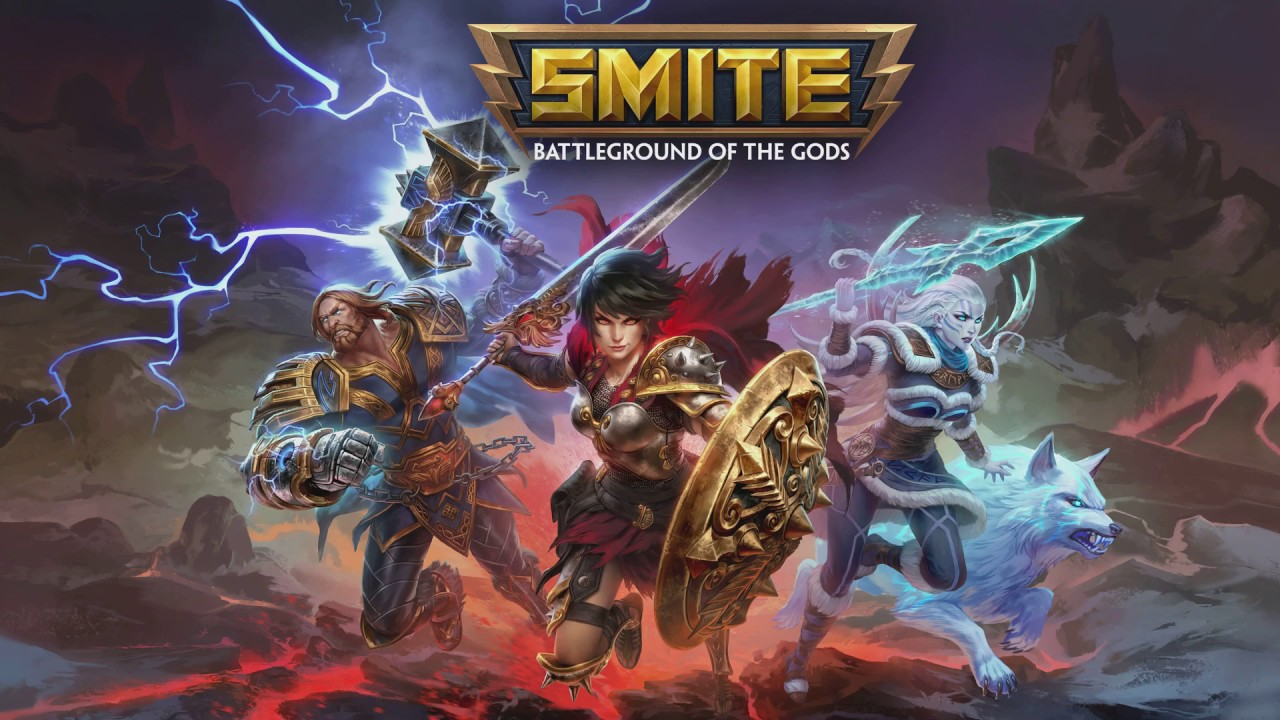 SMITE
BATTLEGROUND OF THE GODS